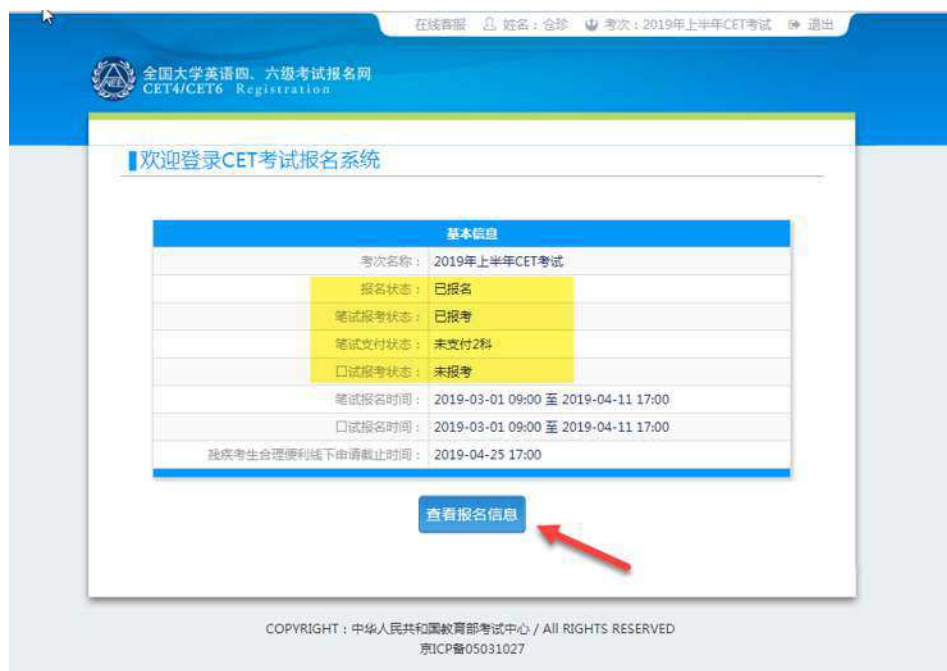 在线客服 姓名：仓珍 考次：2019年上半年CET考试 退出
全国大学英语四、六级考试报名网
CET4/CET6 Registration
欢迎登录CET考试报名系统
基本信息
考次名称： 2019年上半年CET考试
报名状态： 已报名
笔试报考状态： 已报考
笔试支付状态： 未支付2科
口试报考状态： 未报考
笔试报名时间： 2019-03-01 09:00 至 2019-04-11 17:00
口试报名时间： 2019-03-01 09:00 至 2019-04-11 17:00
残疾考生合理便利线下申请截止时间： 2019-04-25 17:00
查看报名信息
COPYRIGHT：中华人民共和国教育部考试中心 / All RIGHTS RESERVED
京ICP备05031027